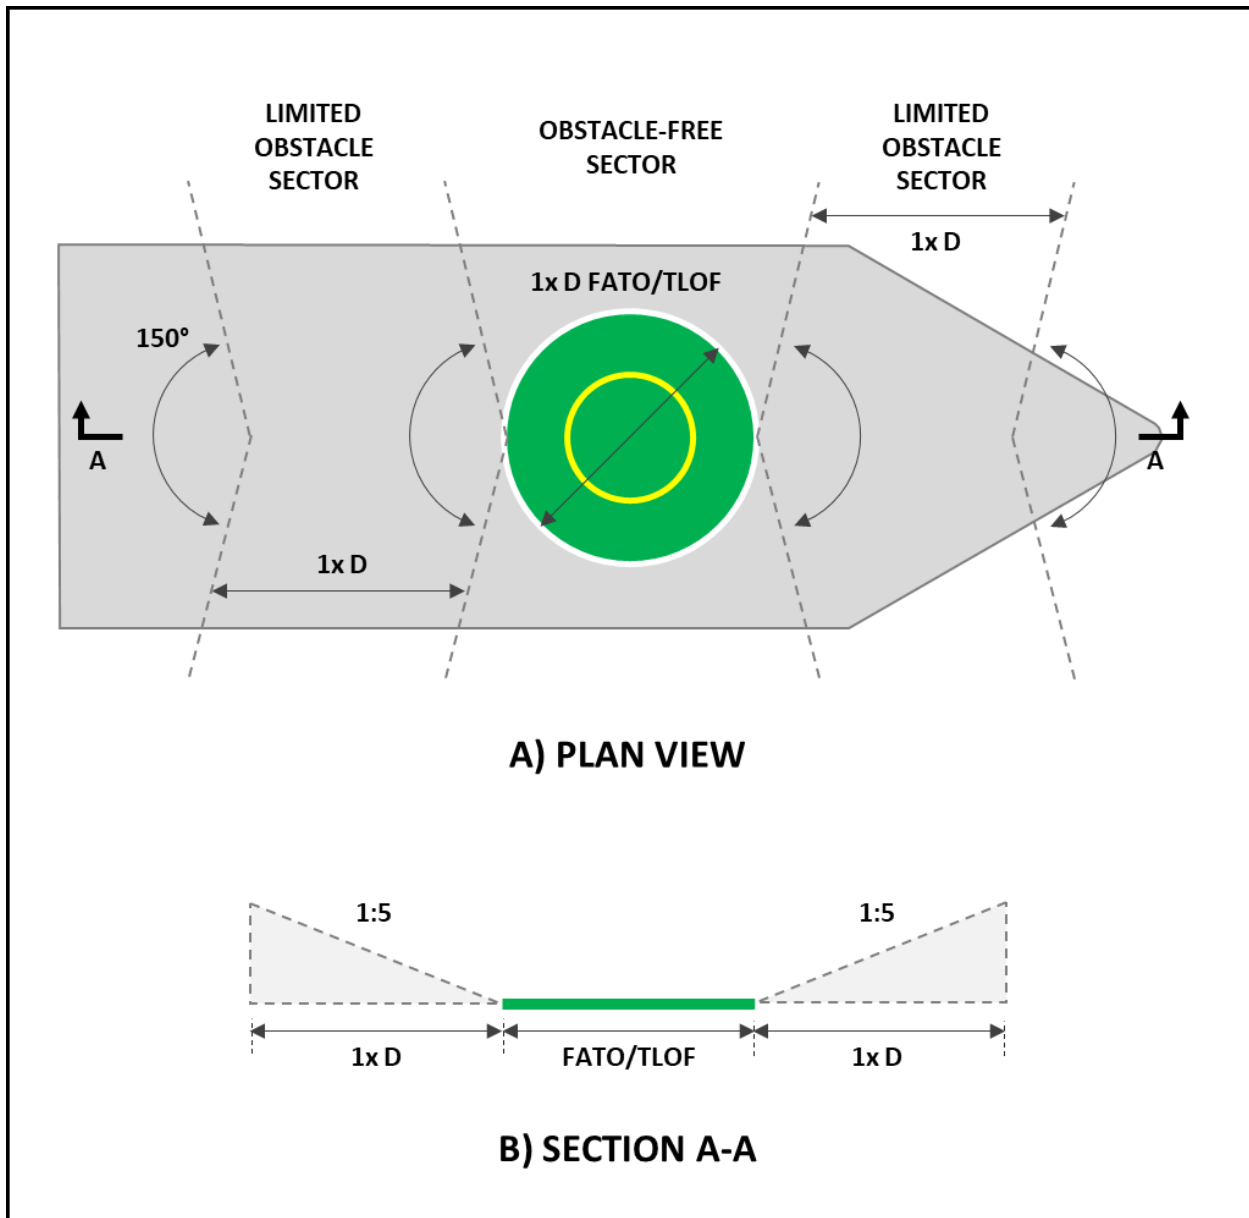 LIMITED
OBSTACLE
SECTOR
OBSTACLE-FREE
SECTOR
LIMITED
OBSTACLE
SECTOR
1x D
1x D FATO/TLOF
150°
A
A
1x D
A) PLAN VIEW
1:5
1:5
1x D
FATO/TLOF
1x D
B) SECTION A-A